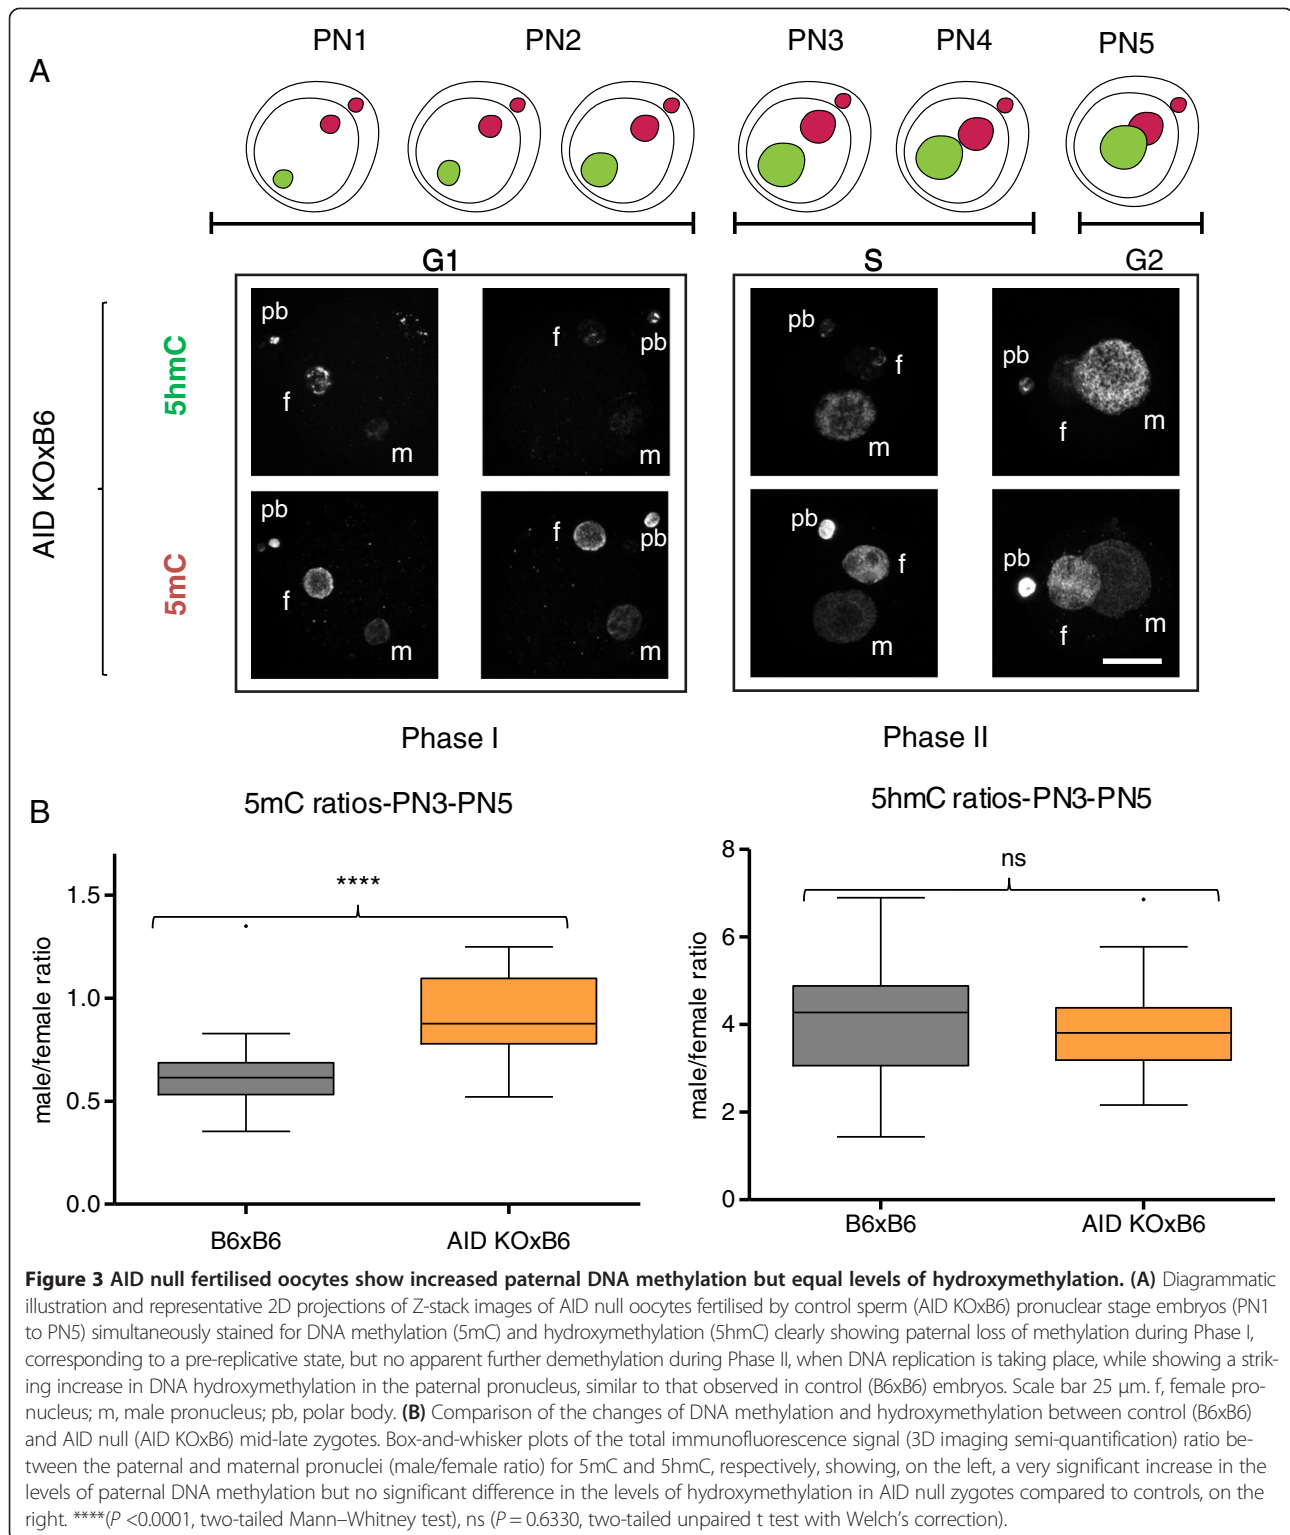 PN1 PN2 PN3 PN4 PN5
A
G1 S G2
AID KOxB6
5hmC
pb f m
f pb m
pb f m
pb f m
5mC
pb f m
f pb m
pb f m
pb f m
Phase I Phase II
B
5mC ratios-PN3-PN5
male/female ratio
1.5
1.0
0.5
0.0
****
B6xB6 AID KOxB6
5hmC ratios-PN3-PN5
male/female ratio
8
6
4
2
0
ns
B6xB6 AID KOxB6
Figure 3 AID null fertilised oocytes show increased paternal DNA methylation but equal levels of hydroxymethylation. (A) Diagrammatic
illustration and representative 2D projections of Z-stack images of AID null oocytes fertilised by control sperm (AID KOxB6) pronuclear stage embryos (PN1
to PN5) simultaneously stained for DNA methylation (5mC) and hydroxymethylation (5hmC) clearly showing paternal loss of methylation during Phase I,
corresponding to a pre-replicative state, but no apparent further demethylation during Phase II, when DNA replication is taking place, while showing a strik-
ing increase in DNA hydroxymethylation in the paternal pronucleus, similar to that observed in control (B6xB6) embryos. Scale bar 25 μm. f, female pro-
nucleus; m, male pronucleus; pb, polar body. (B) Comparison of the changes of DNA methylation and hydroxymethylation between control (B6xB6)
and AID null (AID KOxB6) mid-late zygotes. Box-and-whisker plots of the total immunofluorescence signal (3D imaging semi-quantification) ratio be-
tween the paternal and maternal pronuclei (male/female ratio) for 5mC and 5hmC, respectively, showing, on the left, a very significant increase in the
levels of paternal DNA methylation but no significant difference in the levels of hydroxymethylation in AID null zygotes compared to controls, on the
right. ****(P <0.0001, two-tailed Mann–Whitney test), ns (P = 0.6330, two-tailed unpaired t test with Welch's correction).